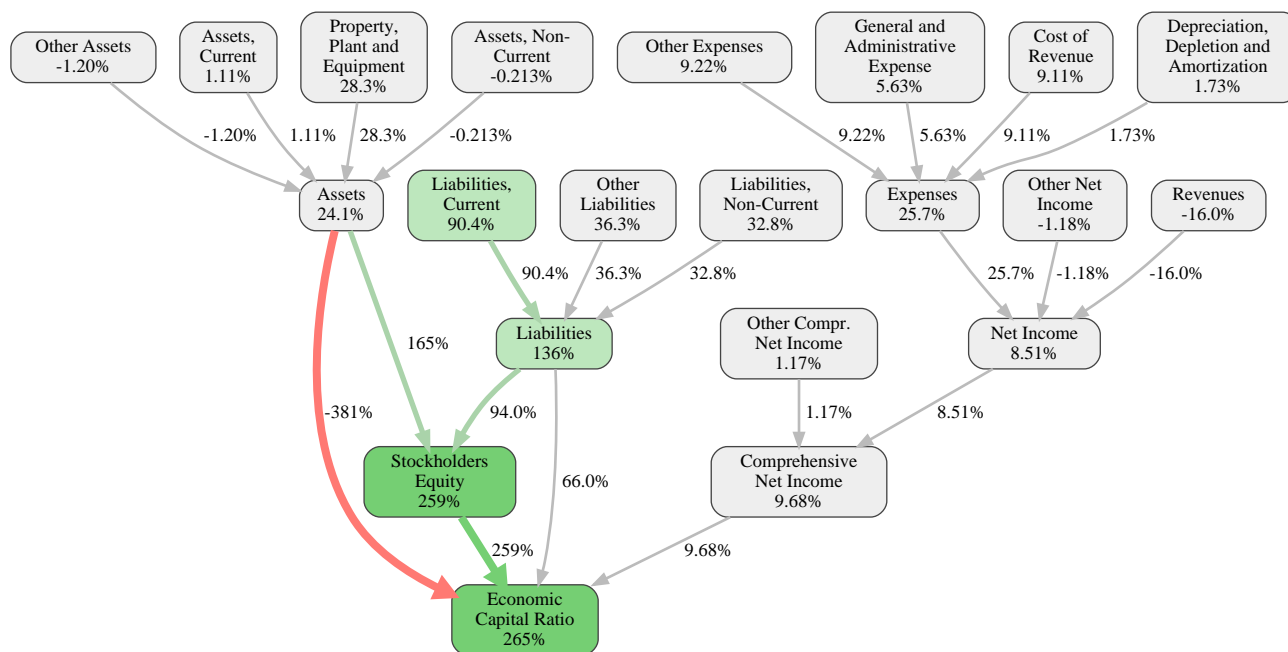 Other Assets
-1.20%
Assets,
Current
1.11%
Property,
Plant and
Equipment
28.3%
Assets, Non-
Current
-0.213%
Other Expenses
9.22%
General and
Administrative
Expense
5.63%
Cost of
Revenue
9.11%
Depreciation,
Depletion and
Amortization
1.73%
-1.20%
1.11%
28.3%
-0.213%
9.22%
5.63%
9.11%
1.73%
Assets
24.1%
Liabilities,
Current
90.4%
Other
Liabilities
36.3%
Liabilities,
Non-Current
32.8%
Expenses
25.7%
Other Net
Income
-1.18%
Revenues
-16.0%
90.4%
36.3%
32.8%
25.7%
-1.18%
-16.0%
165%
Liabilities
136%
Other Compr.
Net Income
1.17%
Net Income
8.51%
-381%
94.0%
1.17%
8.51%
Stockholders
Equity
259%
66.0%
Comprehensive
Net Income
9.68%
259%
9.68%
Economic
Capital Ratio
265%